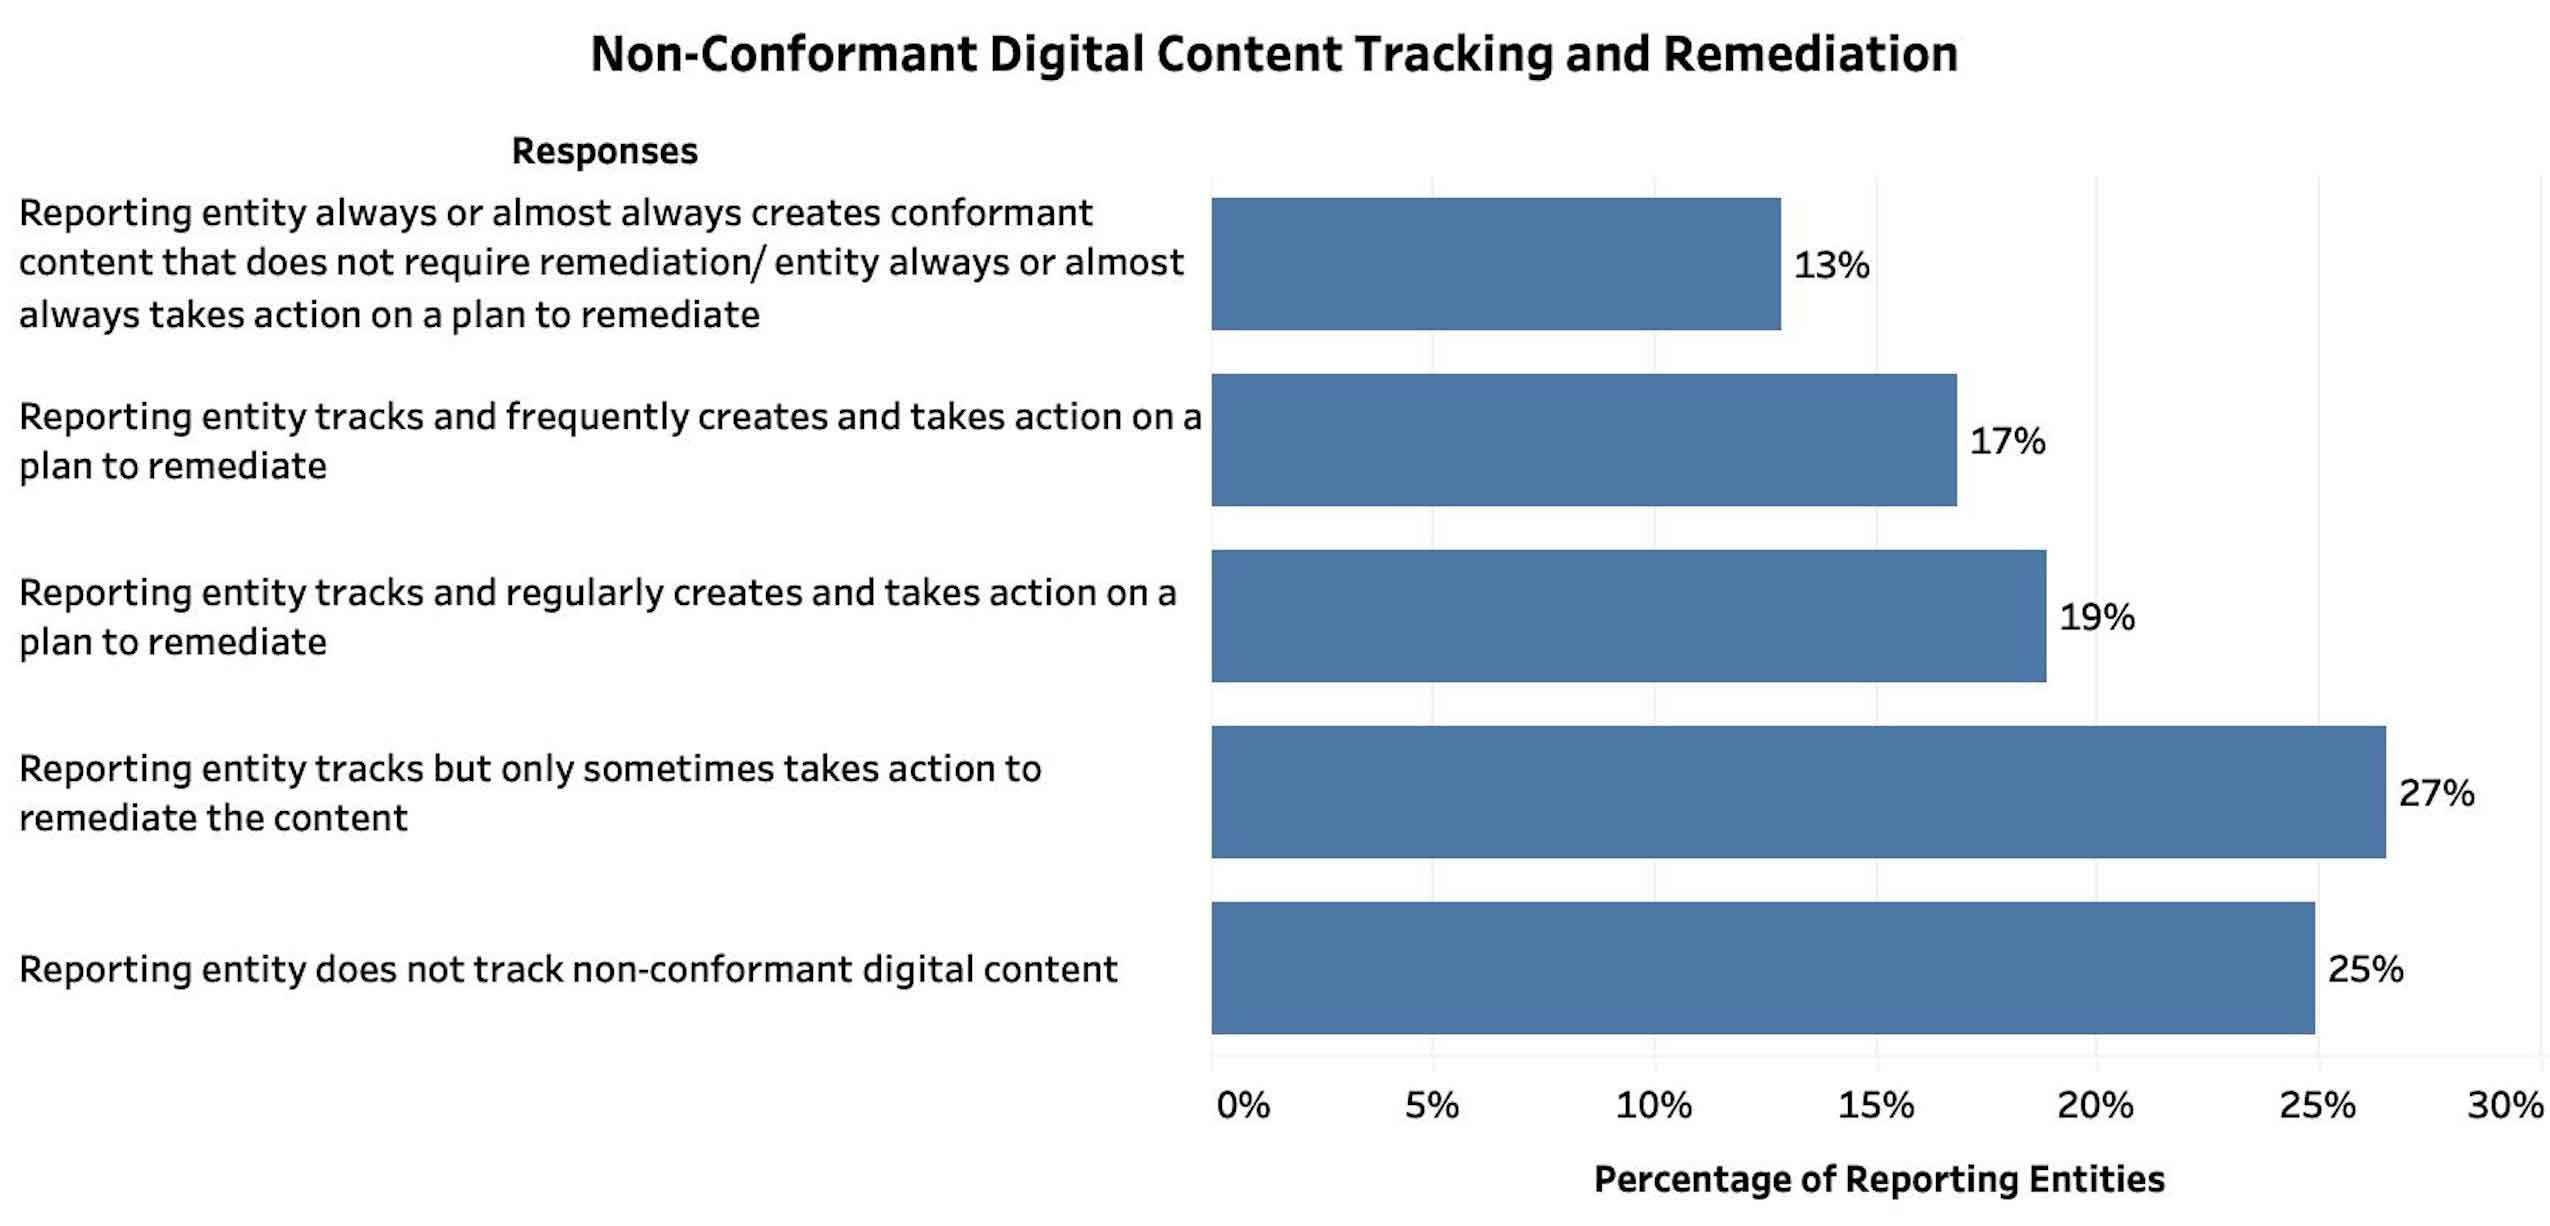 Non-Conformant Digital Content Tracking and Remediation
Responses
Reporting entity always or almost always creates conformant
content that does not require remediation/ entity always or almost
always takes action on a plan to remediate
13%
Reporting entity tracks and frequently creates and takes action on a
plan to remediate
17%
Reporting entity tracks and regularly creates and takes action on a
plan to remediate
19%
Reporting entity tracks but only sometimes takes action to
remediate the content
27%
Reporting entity does not track non-conformant digital content
25%
0% 5% 10% 15% 20% 25% 30%
Percentage of Reporting Entities